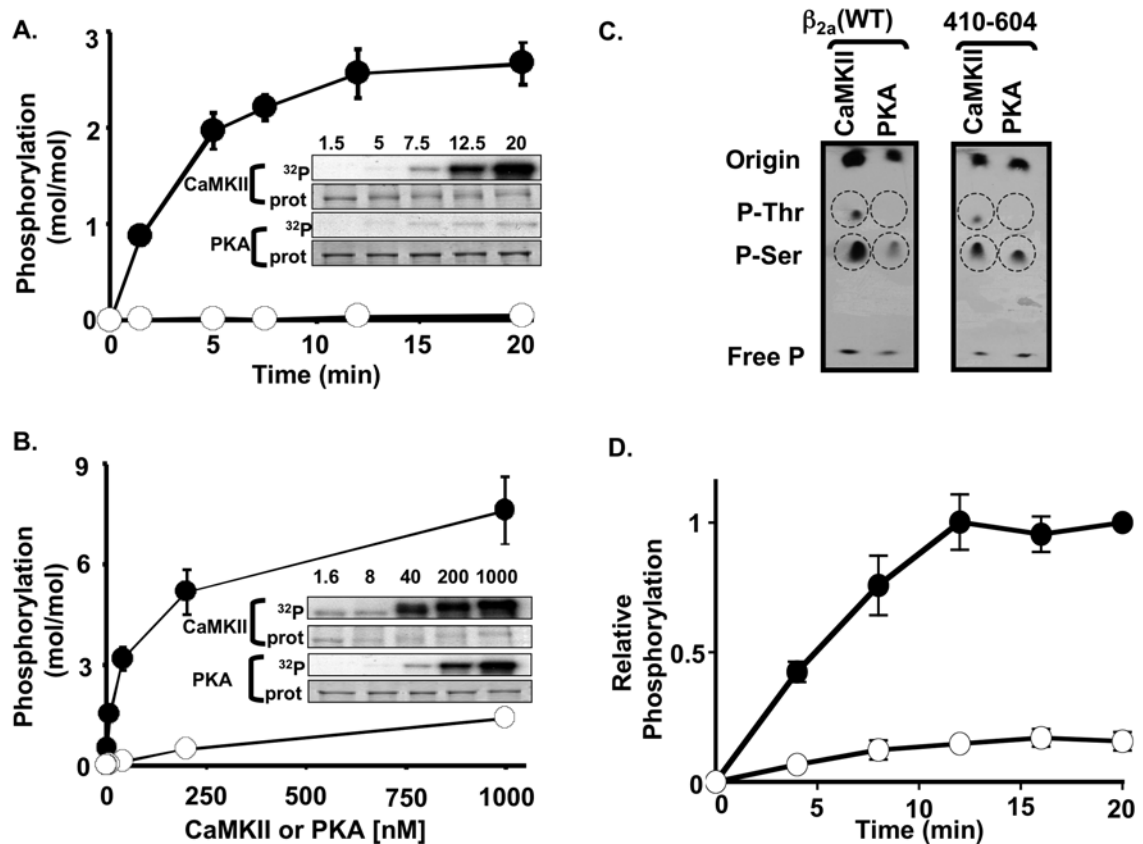 A.
3
2
1
0
Phosphorylation
(mol/mol)
1.5 5 7.5 12.5 20
CaMKII
32P
prot
PKA
32P
prot
0 5 10 15 20
Time (min)
B.
9
6
3
0
Phosphorylation
(mol/mol)
1.6 8 40 200 1000
CaMKII
32P
prot
PKA
32P
prot
0 250 500 750 1000
CaMKII or PKA [nM]
C.
β2a(WT) 410-604
CaMKII PKA CaMKII PKA
Origin
P-Thr
P-Ser
Free P
D.
1
0.5
0
Relative
Phosphorylation
0 5 10 15 20
Time (min)